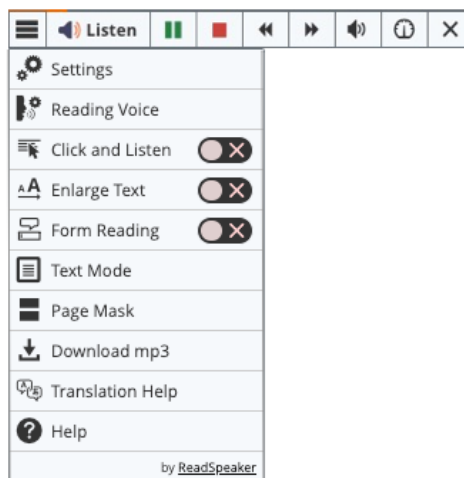 Listen
Settings
Reading Voice
Click and Listen
Enlarge Text
Form Reading
Text Mode
Page Mask
Download mp3
Translation Help
Help
by ReadSpeaker